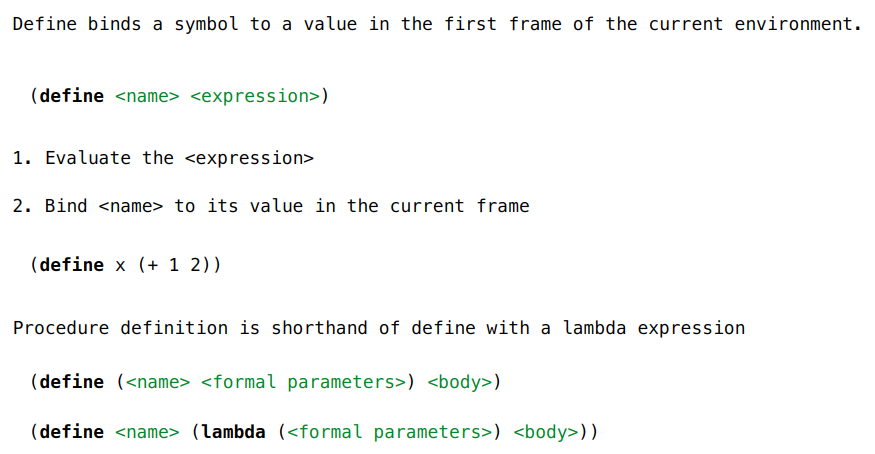 Define binds a symbol to a value in the first frame of the current environment.
(define <name> <expression>)
1. Evaluate the <expression>
2. Bind <name> to its value in the current frame
(define x (+ 1 2))
Procedure definition is shorthand of define with a lambda expression
(define (<name> <formal parameters>) <body>)
(define <name> (lambda (<formal parameters>) <body>))